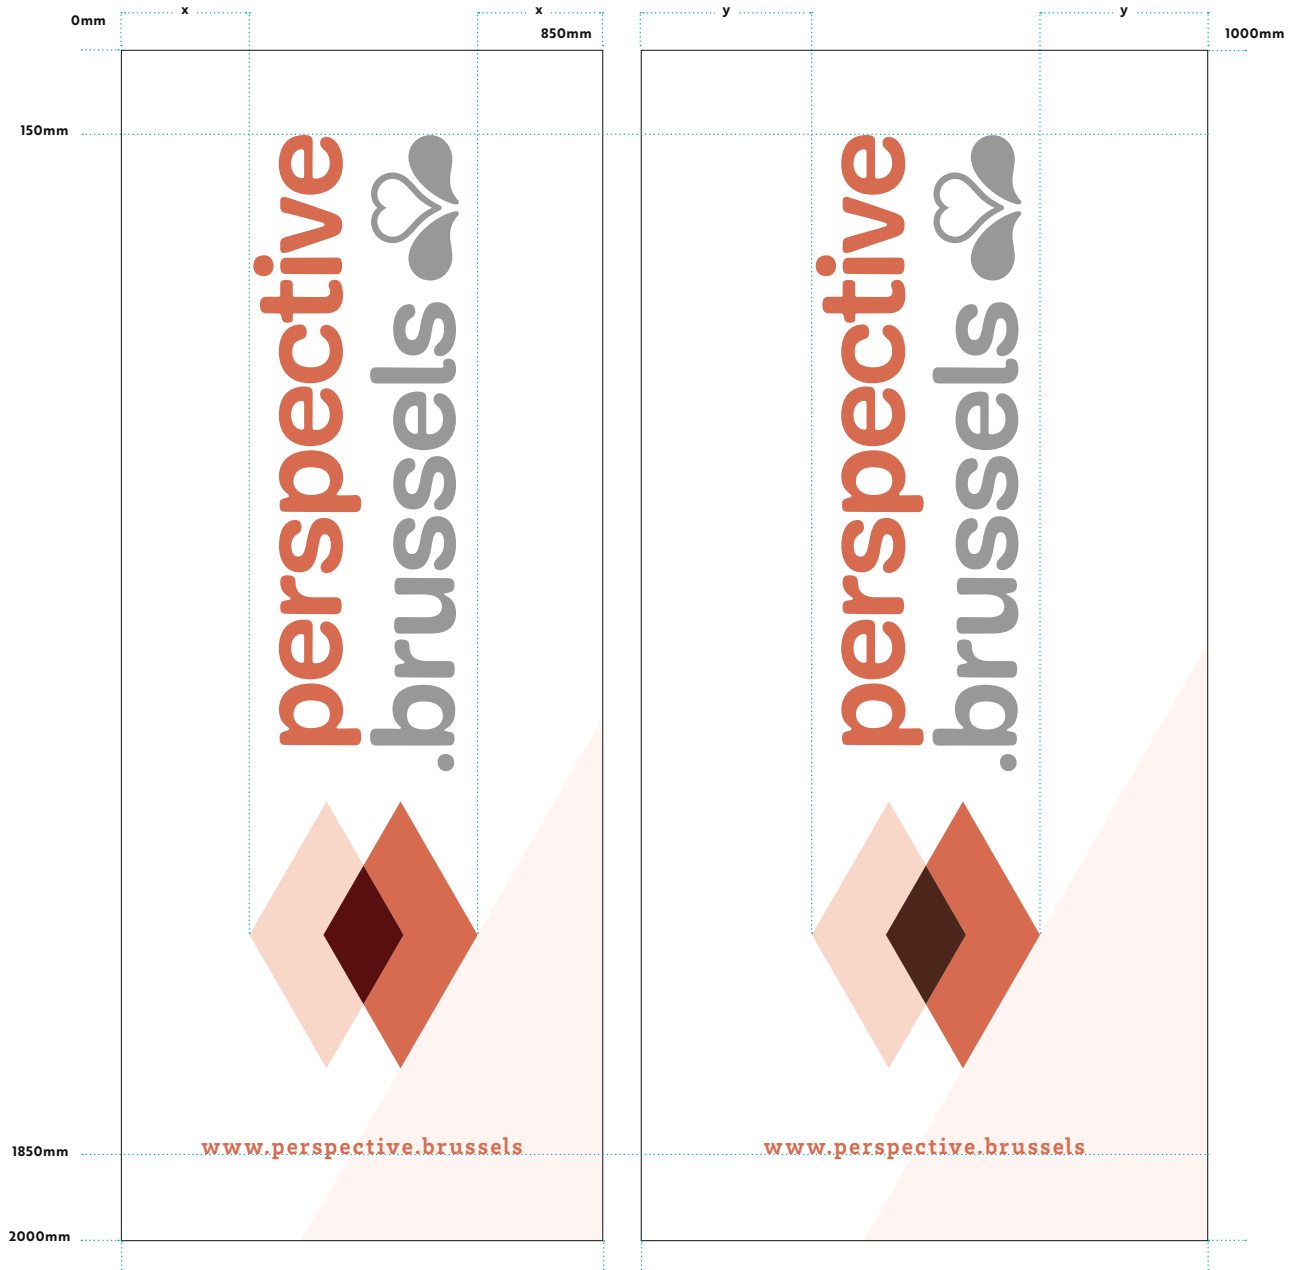 x
x
y
y
0mm
850mm
1000mm
150mm
perspective
.brussels
perspective
.brussels
www.perspective.brussels
www.perspective.brussels
1850mm
2000mm